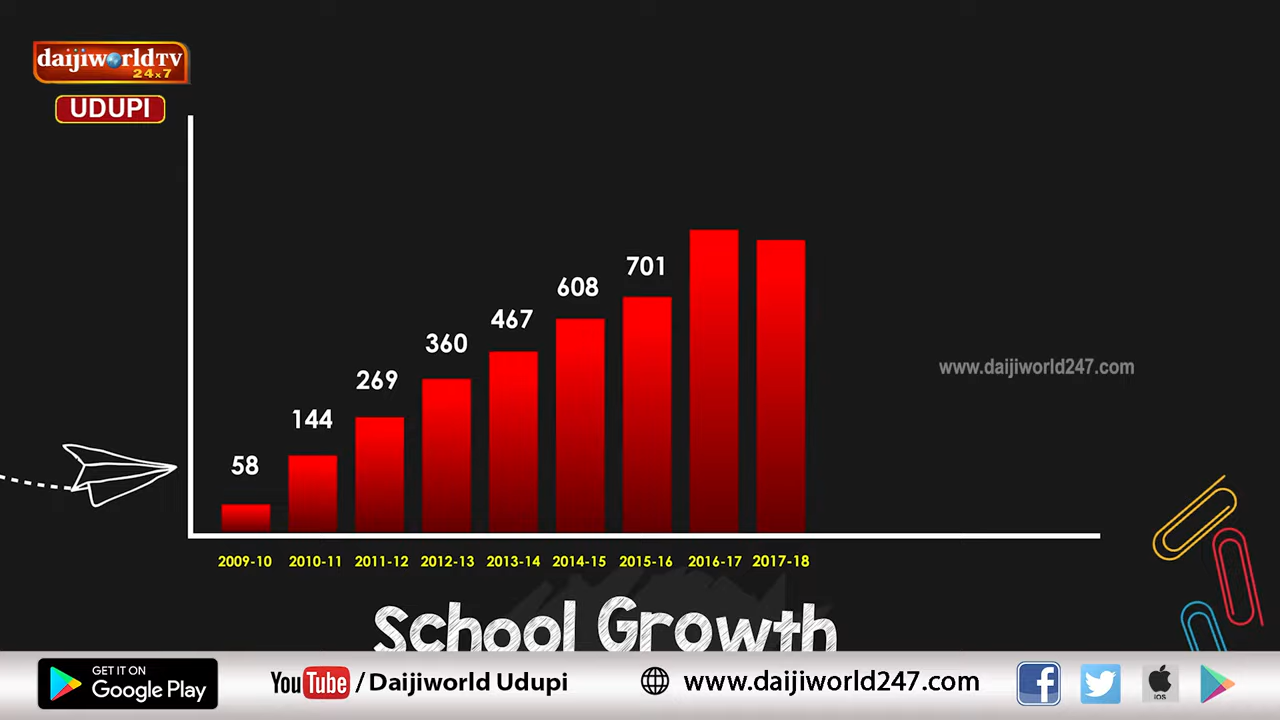 daijiworldTV
24x7
UDUPI
701
608
467
360
269
144
58
www.daijiworld247.com
2009-10 2010-11 2011-12 2012-13 2013-14 2014-15 2015-16 2016-17 2017-18
School Growth
GET IT ON
Google Play
YouTube / Daijiworld Udupi
www.daijiworld247.com
f
iOS